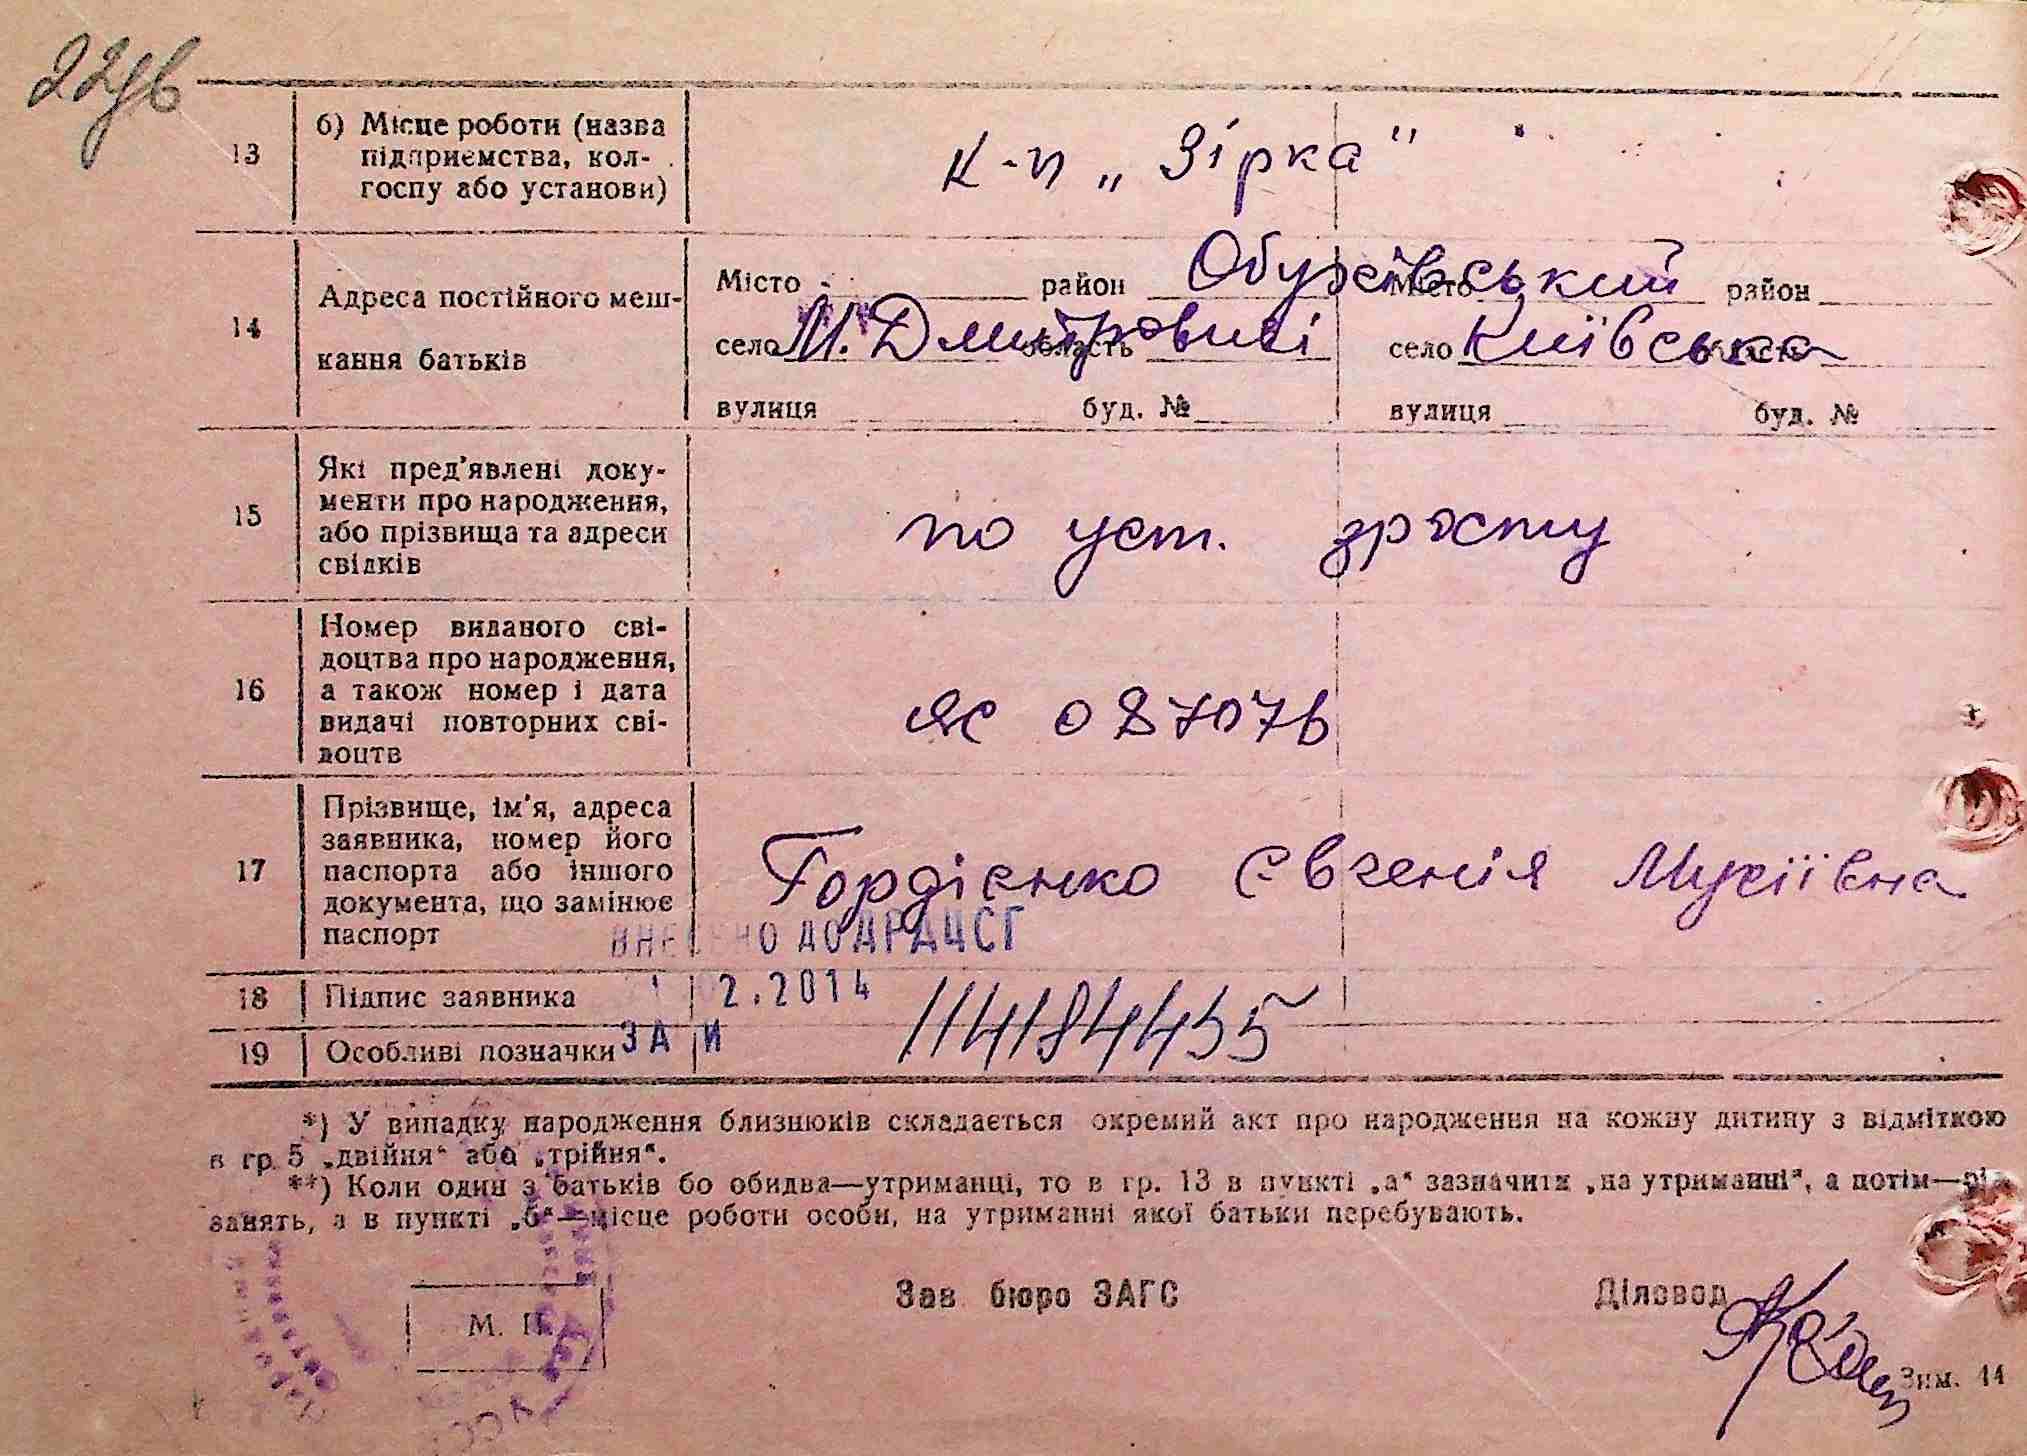 22зв
13
б) Місце роботи (назва
підприємства, кол-
госпу або установи)
к-п „Зірка"
14
Адреса постійного меш-
кання батьків
Місто район Обухівський Місто район
село М. Дмитровичі область село Київська
вулиця буд. № вулиця буд. №
15
Які пред'явлені доку-
менти про народження,
або прізвища та адреси
свідків
по уст. зросту
16
Номер виданого сві-
доцтва про народження,
а також номер і дата
видачі повторних сві-
доцтв
ЯС 087076
17
Прізвище, ім'я, адреса
заявника, номер його
паспорта або іншого
документа, що замінює
паспорт
Гордієнко Євгенія Мусіївна
ВНЕСЕНО ДО ДРАЦСГ
18
Підпис заявника
2.2014
114184455
19
Особливі позначки
ЗА И
*) У випадку народження близнюків складається окремий акт про народження на кожну дитину з відміткою
в гр. 5 „двійня" або „трійня".
**) Коли один з батьків бо обидва—утриманці, то в гр. 13 в пункті „а" зазначити „на утриманні", а потім—рід
занять, а в пункті „б"—місце роботи особи, на утриманні якої батьки перебувають.
М. П.
Зав бюро ЗАГС
Діловод
Зям. 44